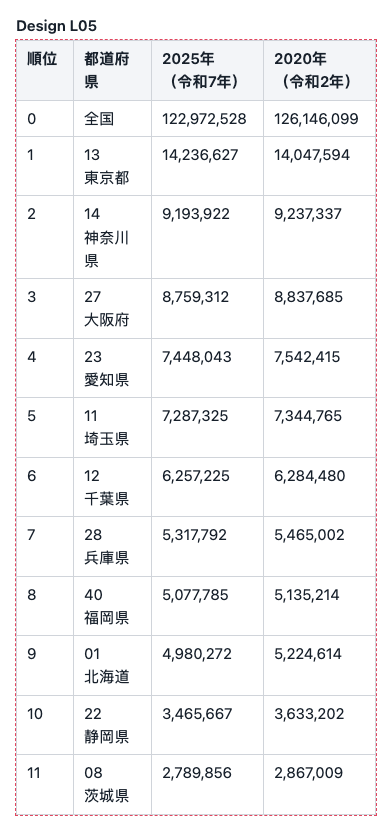 Design L05
順位 都道府県 2025年（令和7年） 2020年（令和2年）
0 全国 122,972,528 126,146,099
1 13 東京都 14,236,627 14,047,594
2 14 神奈川県 9,193,922 9,237,337
3 27 大阪府 8,759,312 8,837,685
4 23 愛知県 7,448,043 7,542,415
5 11 埼玉県 7,287,325 7,344,765
6 12 千葉県 6,257,225 6,284,480
7 28 兵庫県 5,317,792 5,465,002
8 40 福岡県 5,077,785 5,135,214
9 01 北海道 4,980,272 5,224,614
10 22 静岡県 3,465,667 3,633,202
11 08 茨城県 2,789,856 2,867,009